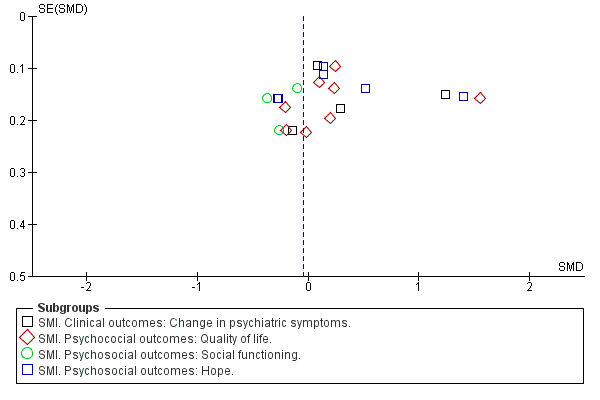 SE(SMD)
0
0.1
0.2
0.3
0.4
0.5
SMD
-2
-1
0
1
2
Subgroups
SMI. Clinical outcomes: Change in psychiatric symptoms.
SMI. Psychocial outcomes: Quality of life.
SMI. Psychosocial outcomes: Social functioning.
SMI. Psychosocial outcomes: Hope.